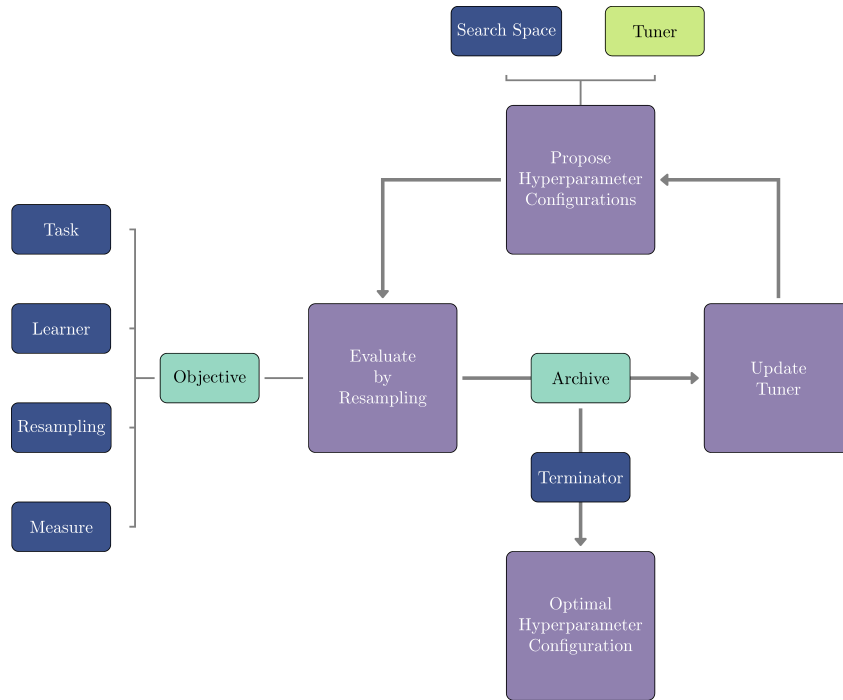 Search Space
Tuner
Propose
Hyperparameter
Configurations
Task
Learner
Resampling
Measure
Objective
Evaluate
by
Resampling
Archive
Update
Tuner
Terminator
Optimal
Hyperparameter
Configuration